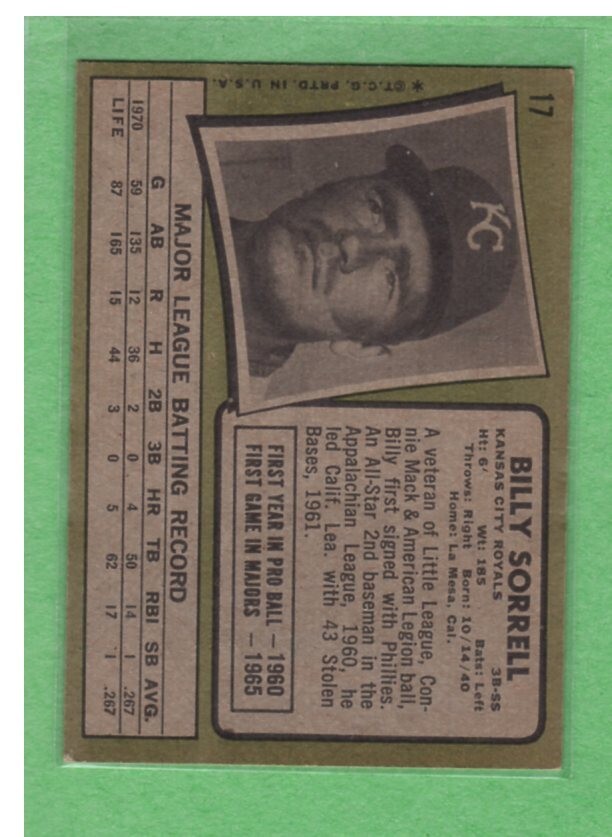 17
KC
BILLY SORRELL
KANSAS CITY ROYALS 3B-SS
Ht: 6' Wt: 185 Bats: Left
Throws: Right Born: 10/14/40
Home: La Mesa, Cal.
A veteran of Little League, Con-
nie Mack & American Legion ball,
Billy first signed with Phillies.
An All-Star 2nd baseman in the
Appalachian League, 1960, he
led Calif. Lea. with 43 Stolen
Bases, 1961.
FIRST YEAR IN PRO BALL — 1960
FIRST GAME IN MAJORS — 1965
MAJOR LEAGUE BATTING RECORD
G AB R H 2B 3B HR TB RBI SB AVG.
1970 59 135 12 36 2 0 4 50 14 1 .267
LIFE 87 165 15 44 3 0 5 62 17 1 .267
*©T.C.G. PRTD. IN U.S.A.